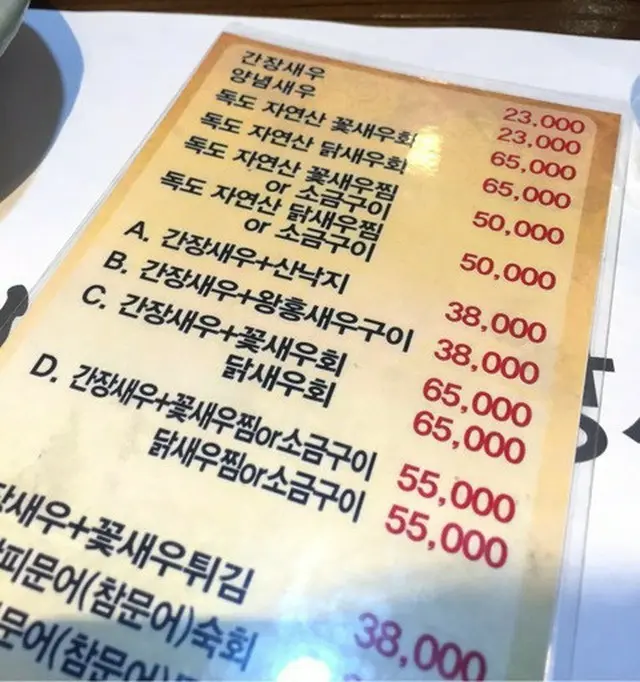 간장새우 23,000
양념새우 23,000
독도 자연산 꽃새우회 65,000
독도 자연산 닭새우회 65,000
독도 자연산 꽃새우찜
or 소금구이 50,000
독도 자연산 닭새우찜
or 소금구이 50,000
A. 간장새우+산낙지 38,000
B. 간장새우+왕홍새우구이 38,000
C. 간장새우+꽃새우회 65,000
닭새우회 65,000
D. 간장새우+꽃새우찜or소금구이 55,000
닭새우찜or소금구이 55,000
새우+꽃새우튀김 38,000
피문어(참문어)숙회
문어(참문어)